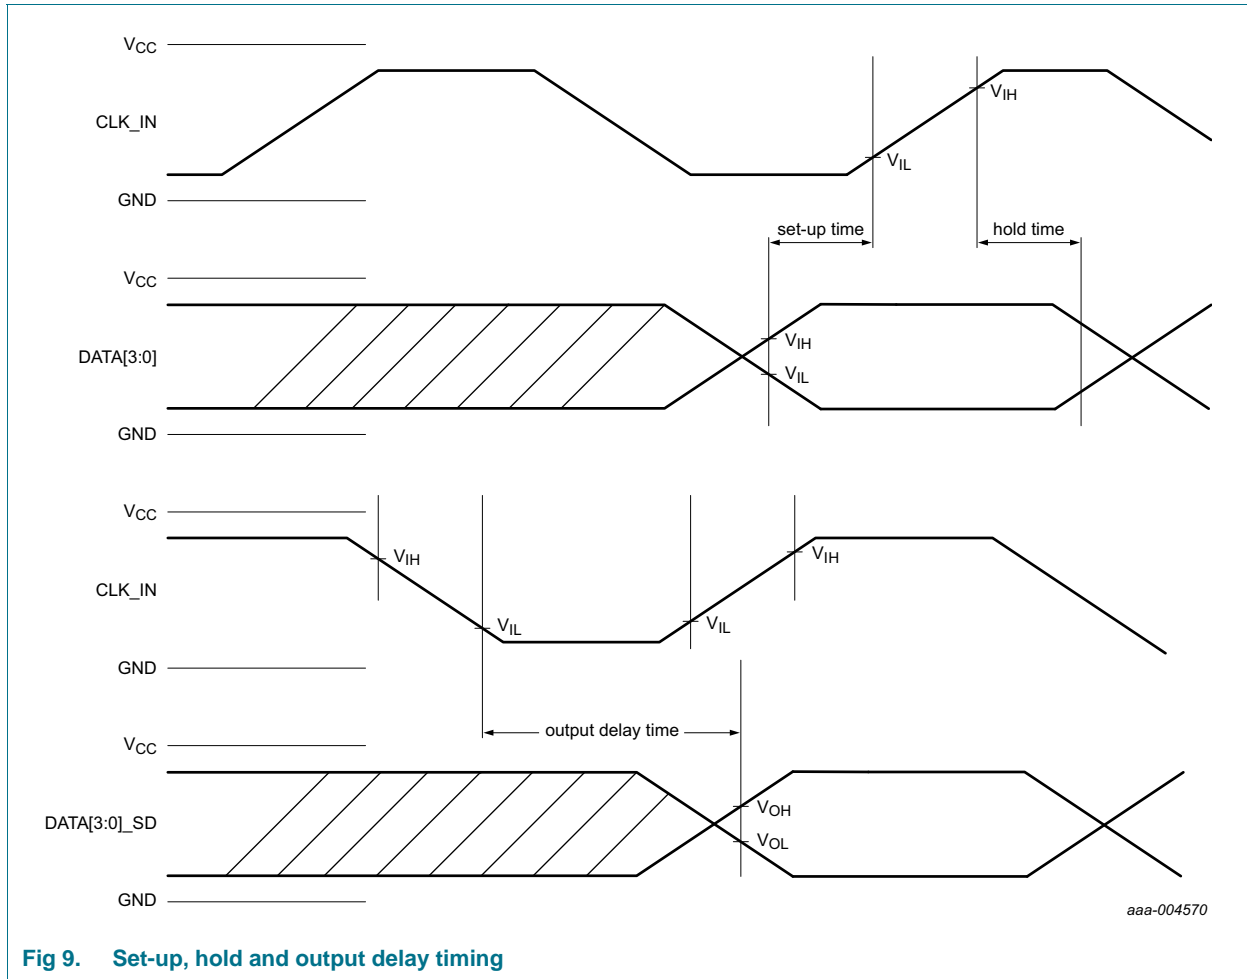 VCC
CLK_IN
VIH
VIL
GND
set-up time
hold time
VCC
VIH
DATA[3:0]
VIL
GND
VCC
VIH
VIH
CLK_IN
VIL
VIL
GND
output delay time
VCC
VOH
DATA[3:0]_SD
VOL
GND
aaa-004570
Fig 9. Set-up, hold and output delay timing